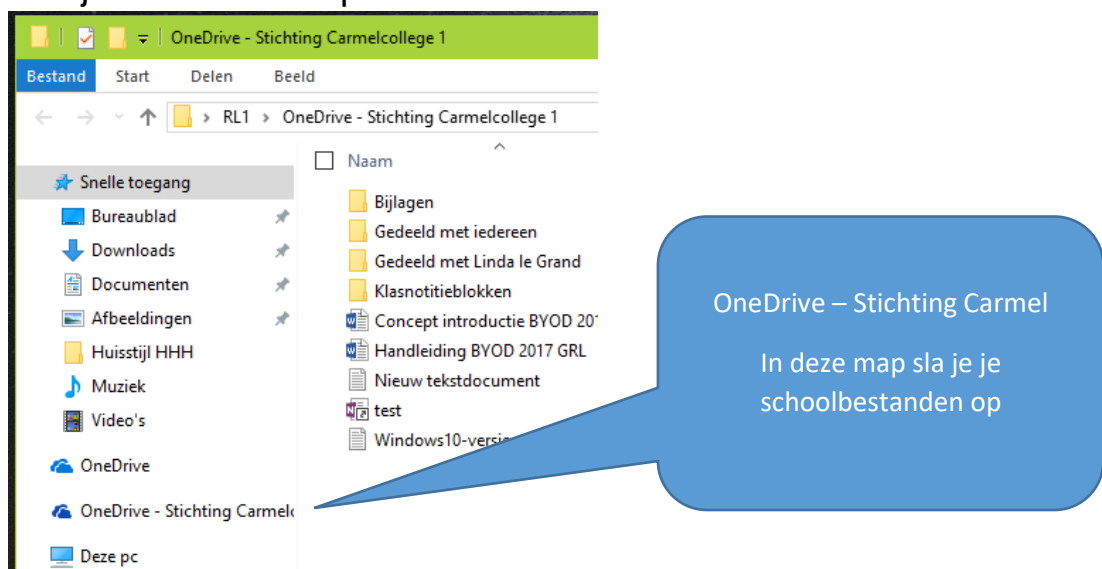 OneDrive - Stichting Carmelcollege 1
Bestand Start Delen Beeld
RL1 > OneDrive - Stichting Carmelcollege 1
Naam
Snelle toegang
Bureaublad
Downloads
Documenten
Afbeeldingen
Huisstijl HHH
Muziek
Video's
OneDrive
OneDrive - Stichting Carmel
Deze pc
Bijlagen
Gedeeld met iedereen
Gedeeld met Linda le Grand
Klasnotitieblokken
Concept introductie BYOD 20
Handleiding BYOD 2017 GRL
Nieuw tekstdocument
test
Windows10-versi
OneDrive – Stichting Carmel
In deze map sla je je
schoolbestanden op